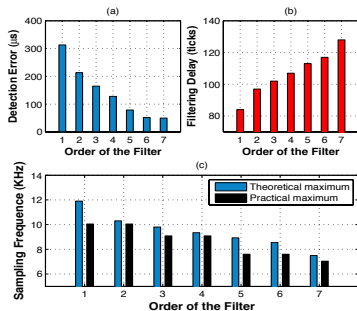 (a)
Detection Error (µs)
400
300
200
100
0
1 2 3 4 5 6 7
Order of the Filter
(b)
Filtering Delay (ticks)
120
100
80
1 2 3 4 5 6 7
Order of the Filter
(c)
Sampling Frequence (KHz)
14
12
10
8
6
Theoretical maximum
Practical maximum
1 2 3 4 5 6 7
Order of the Filter